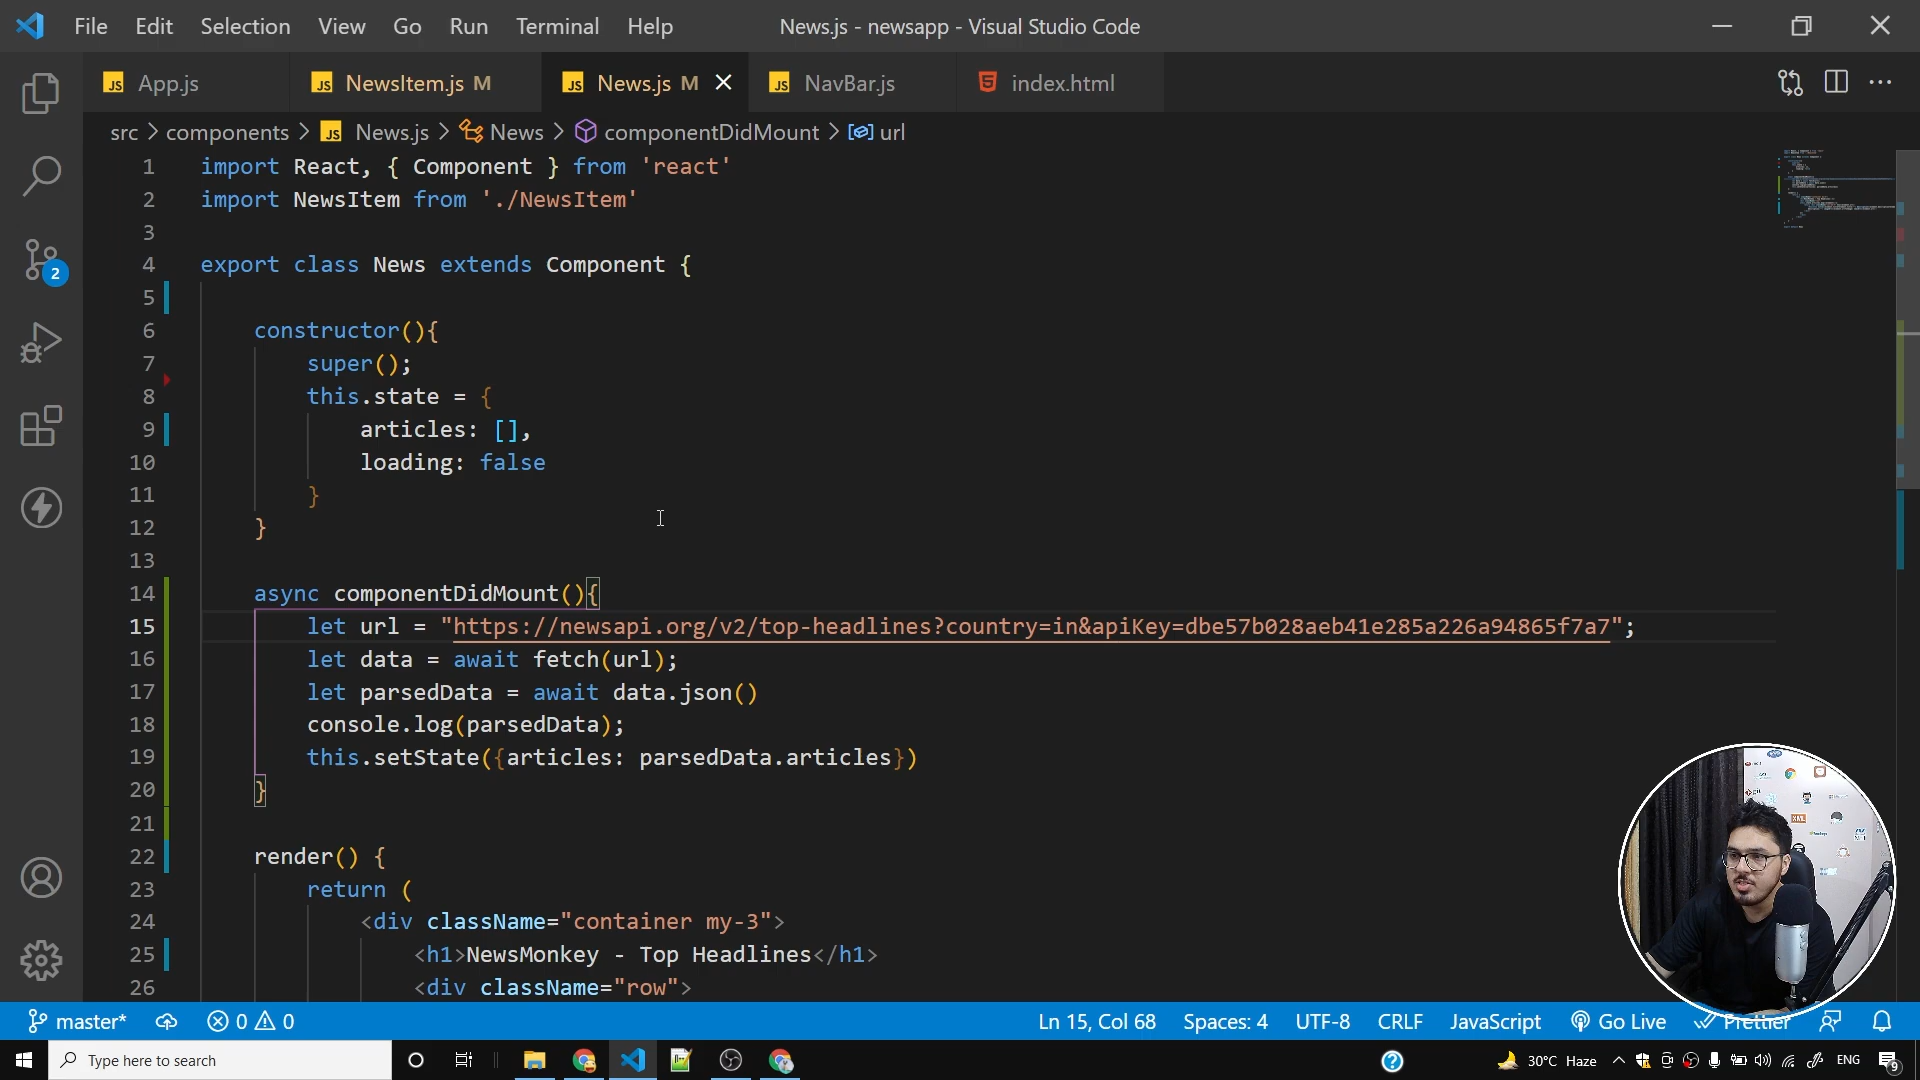 File Edit Selection View Go Run Terminal Help
News.js - newsapp - Visual Studio Code
JS App.js
JS NewsItem.js M
JS News.js M
JS NavBar.js
index.html
src > components > JS News.js > News > componentDidMount > url
1 import React, { Component } from 'react'
2 import NewsItem from './NewsItem'
3
4 export class News extends Component {
5
6 constructor(){
7 super();
8 this.state = {
9 articles: [],
10 loading: false
11 }
12 }
13
14 async componentDidMount(){
15 let url = "https://newsapi.org/v2/top-headlines?country=in&apiKey=dbe57b028aeb41e285a226a94865f7a7";
16 let data = await fetch(url);
17 let parsedData = await data.json()
18 console.log(parsedData);
19 this.setState({articles: parsedData.articles})
20 }
21
22 render() {
23 return (
24 <div className="container my-3">
25 <h1>NewsMonkey - Top Headlines</h1>
26 <div className="row">
2
master* 0 0 Ln 15, Col 68 Spaces: 4 UTF-8 CRLF JavaScript Go Live Prettier
Type here to search
30°C Haze ENG 9